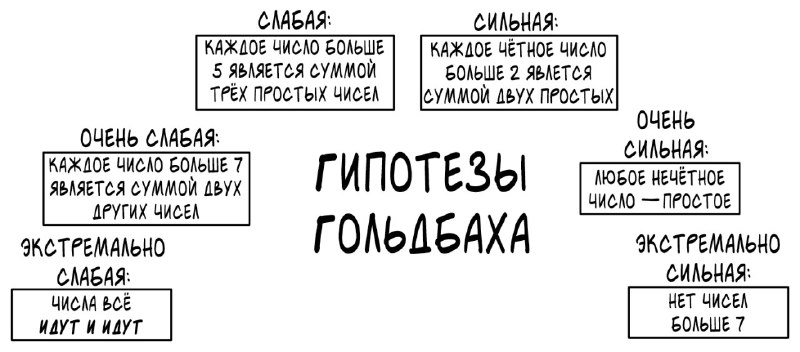 СЛАБАЯ:
КАЖДОЕ ЧИСЛО БОЛЬШЕ
5 ЯВЛЯЕТСЯ СУММОЙ
ТРЁХ ПРОСТЫХ ЧИСЕЛ
СИЛЬНАЯ:
КАЖДОЕ ЧЁТНОЕ ЧИСЛО
БОЛЬШЕ 2 ЯВЛЕТСЯ
СУММОЙ ДВУХ ПРОСТЫХ
ОЧЕНЬ СЛАБАЯ:
КАЖДОЕ ЧИСЛО БОЛЬШЕ 7
ЯВЛЯЕТСЯ СУММОЙ ДВУХ
ДРУГИХ ЧИСЕЛ
ГИПОТЕЗЫ
ГОЛЬДБАХА
ОЧЕНЬ
СИЛЬНАЯ:
ЛЮБОЕ НЕЧЁТНОЕ
ЧИСЛО — ПРОСТОЕ
ЭКСТРЕМАЛЬНО
СЛАБАЯ:
ЧИСЛА ВСЁ
ИДУТ И ИДУТ
ЭКСТРЕМАЛЬНО
СИЛЬНАЯ:
НЕТ ЧИСЕЛ
БОЛЬШЕ 7